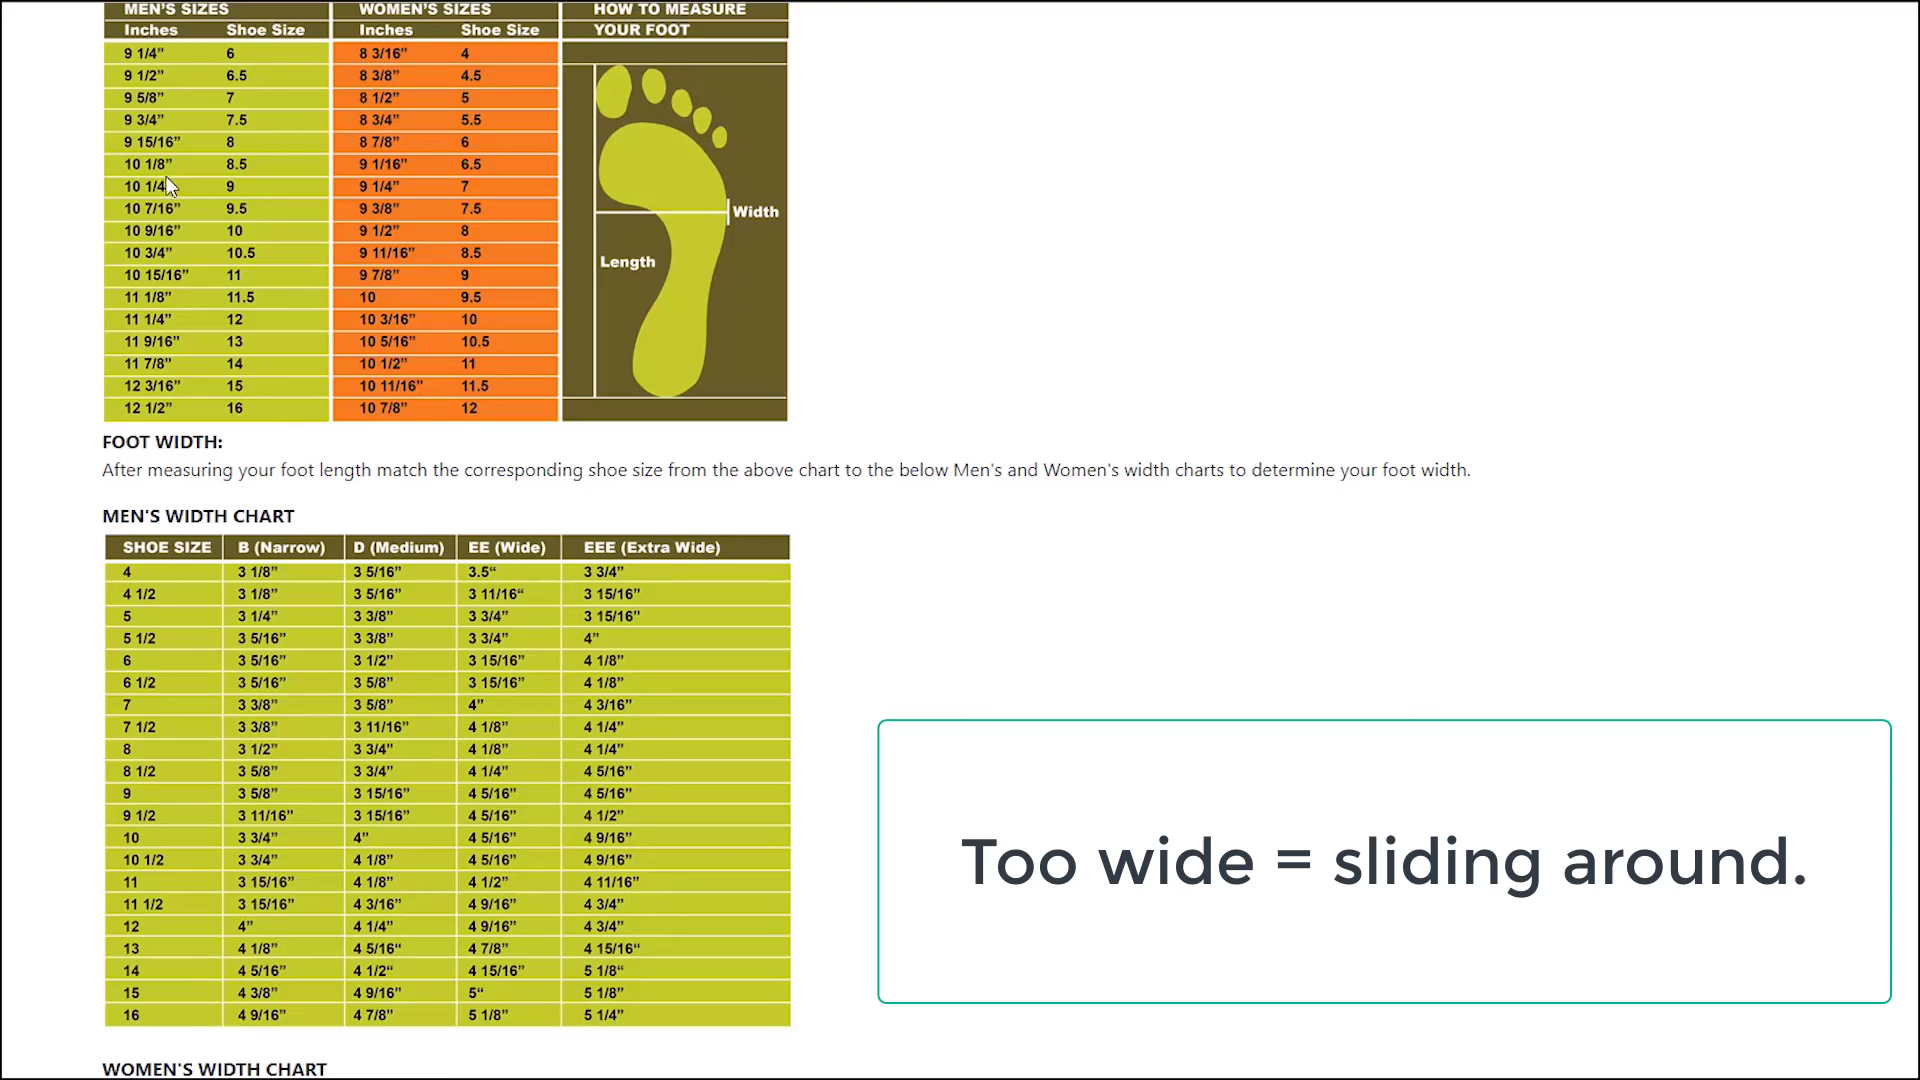 MEN’S SIZES WOMEN’S SIZES HOW TO MEASURE
Inches Shoe Size Inches Shoe Size YOUR FOOT
9 1/4” 6 8 3/16” 4
9 1/2” 6.5 8 3/8” 4.5
9 5/8” 7 8 1/2” 5
9 3/4” 7.5 8 3/4” 5.5
9 15/16” 8 8 7/8” 6
10 1/8” 8.5 9 1/16” 6.5
10 1/4 9 9 1/4” 7
10 7/16” 9.5 9 3/8” 7.5
Width
10 9/16” 10 9 1/2” 8
10 3/4” 10.5 9 11/16” 8.5
Length
10 15/16” 11 9 7/8” 9
11 1/8” 11.5 10 9.5
11 1/4” 12 10 3/16” 10
11 9/16” 13 10 5/16” 10.5
11 7/8” 14 10 1/2” 11
12 3/16” 15 10 11/16” 11.5
12 1/2” 16 10 7/8” 12
FOOT WIDTH:
After measuring your foot length match the corresponding shoe size from the above chart to the below Men's and Women's width charts to determine your foot width.
MEN'S WIDTH CHART
SHOE SIZE B (Narrow) D (Medium) EE (Wide) EEE (Extra Wide)
4 3 1/8” 3 5/16” 3.5“ 3 3/4”
4 1/2 3 1/8” 3 5/16” 3 11/16“ 3 15/16”
5 3 1/4” 3 3/8” 3 3/4” 3 15/16”
5 1/2 3 5/16” 3 3/8” 3 3/4” 4”
6 3 5/16” 3 1/2” 3 15/16” 4 1/8”
6 1/2 3 5/16” 3 5/8” 3 15/16” 4 1/8”
7 3 3/8” 3 5/8” 4” 4 3/16”
7 1/2 3 3/8” 3 11/16” 4 1/8” 4 1/4”
8 3 1/2” 3 3/4” 4 1/8” 4 1/4”
8 1/2 3 5/8” 3 3/4” 4 1/4” 4 5/16”
9 3 5/8” 3 15/16” 4 5/16” 4 5/16”
9 1/2 3 11/16” 3 15/16” 4 5/16” 4 1/2”
10 3 3/4” 4” 4 5/16” 4 9/16”
10 1/2 3 3/4” 4 1/8” 4 5/16” 4 9/16”
11 3 15/16” 4 1/8” 4 1/2” 4 11/16”
11 1/2 3 15/16” 4 3/16” 4 9/16” 4 3/4”
12 4” 4 1/4” 4 9/16” 4 3/4”
13 4 1/8” 4 5/16“ 4 7/8” 4 15/16“
14 4 5/16” 4 1/2“ 4 15/16” 5 1/8“
15 4 3/8” 4 9/16” 5“ 5 1/8”
16 4 9/16” 4 7/8” 5 1/8” 5 1/4”
Too wide = sliding around.
WOMEN'S WIDTH CHART